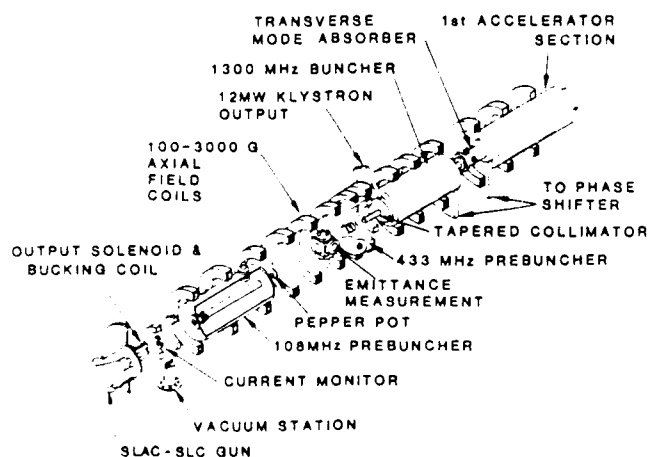 TRANSVERSE
MODE ABSORBER
1st ACCELERATOR
SECTION
1300 MHz BUNCHER
12MW KLYSTRON
OUTPUT
100-3000 G
AXIAL
FIELD
COILS
TO PHASE
SHIFTER
TAPERED COLLIMATOR
433 MHz PREBUNCHER
OUTPUT SOLENOID &
BUCKING COIL
EMITTANCE
MEASUREMENT
PEPPER POT
108MHz PREBUNCHER
CURRENT MONITOR
VACUUM STATION
SLAC-SLC GUN